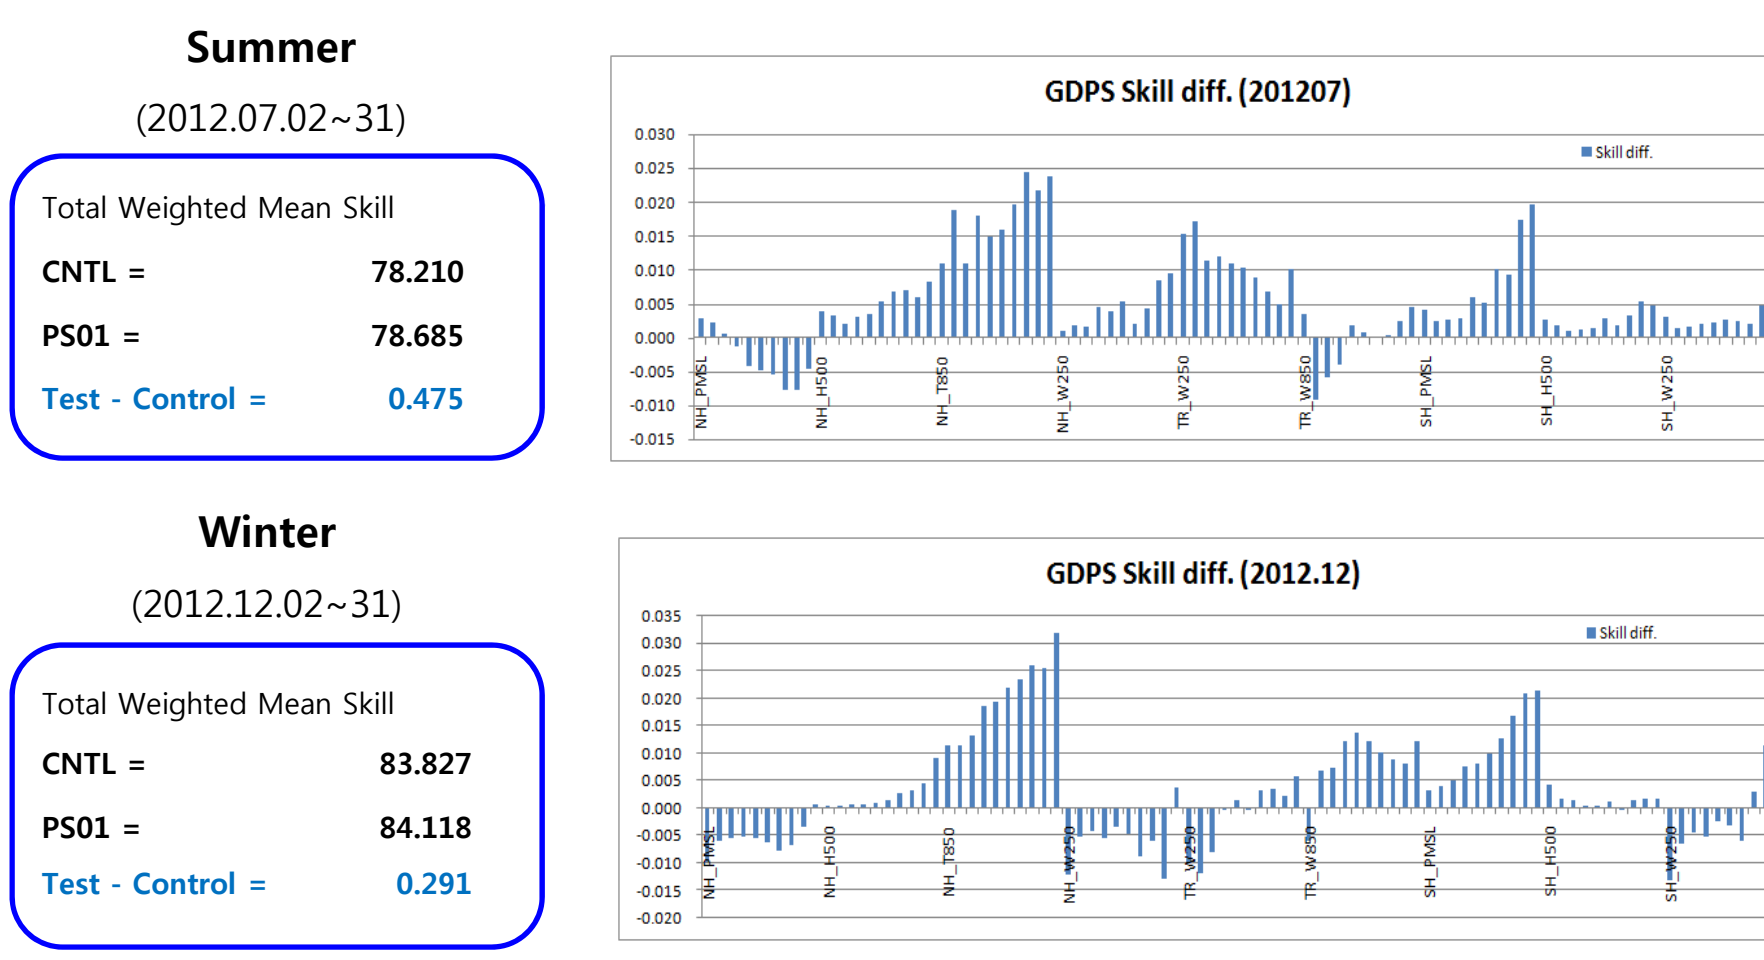 Summer
(2012.07.02~31)
Total Weighted Mean Skill
CNTL = 78.210
PS01 = 78.685
Test - Control = 0.475
GDPS Skill diff. (201207)
Skill diff.
0.030
0.025
0.020
0.015
0.010
0.005
0.000
-0.005
-0.010
-0.015
NH_PMSL
NH_H500
NH_T850
NH_W250
TR_W250
TR_W850
SH_PMSL
SH_H500
SH_W250
Winter
(2012.12.02~31)
Total Weighted Mean Skill
CNTL = 83.827
PS01 = 84.118
Test - Control = 0.291
GDPS Skill diff. (2012.12)
Skill diff.
0.035
0.030
0.025
0.020
0.015
0.010
0.005
0.000
-0.005
-0.010
-0.015
-0.020
NH_PMSL
NH_H500
NH_T850
NH_W250
TR_W250
TR_W850
SH_PMSL
SH_H500
SH_W250